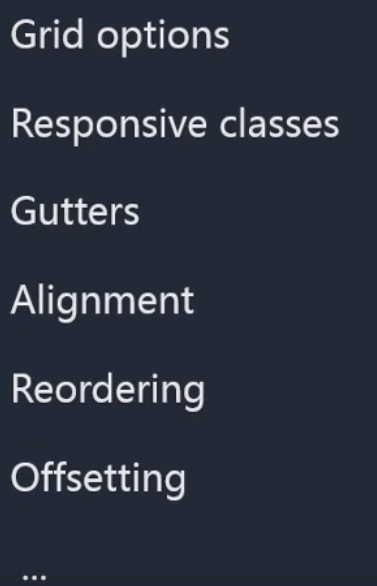 Grid options
Responsive classes
Gutters
Alignment
Reordering
Offsetting
...